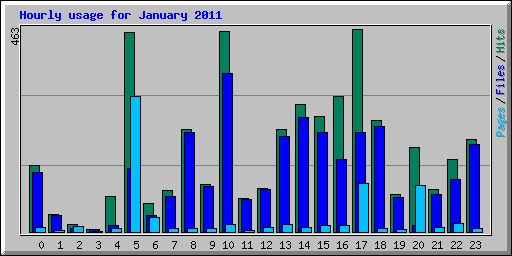 Hourly usage for January 2011
463
Pages/Files/Hits
0 1 2 3 4 5 6 7 8 9 10 11 12 13 14 15 16 17 18 19 20 21 22 23